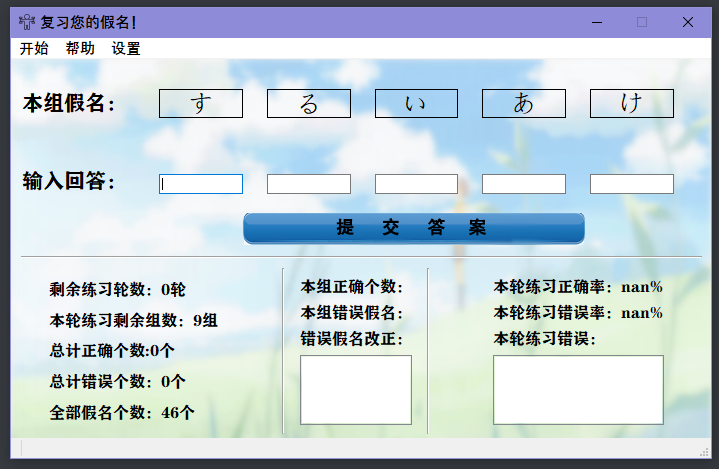 复习您的假名!
开始 帮助 设置
本组假名： す る い あ け
输入回答：
提 交 答 案
剩余练习轮数：0轮
本轮练习剩余组数：9组
总计正确个数:0个
总计错误个数：0个
全部假名个数：46个
本组正确个数：
本组错误假名：
错误假名改正：
本轮练习正确率：nan%
本轮练习错误率：nan%
本轮练习错误：